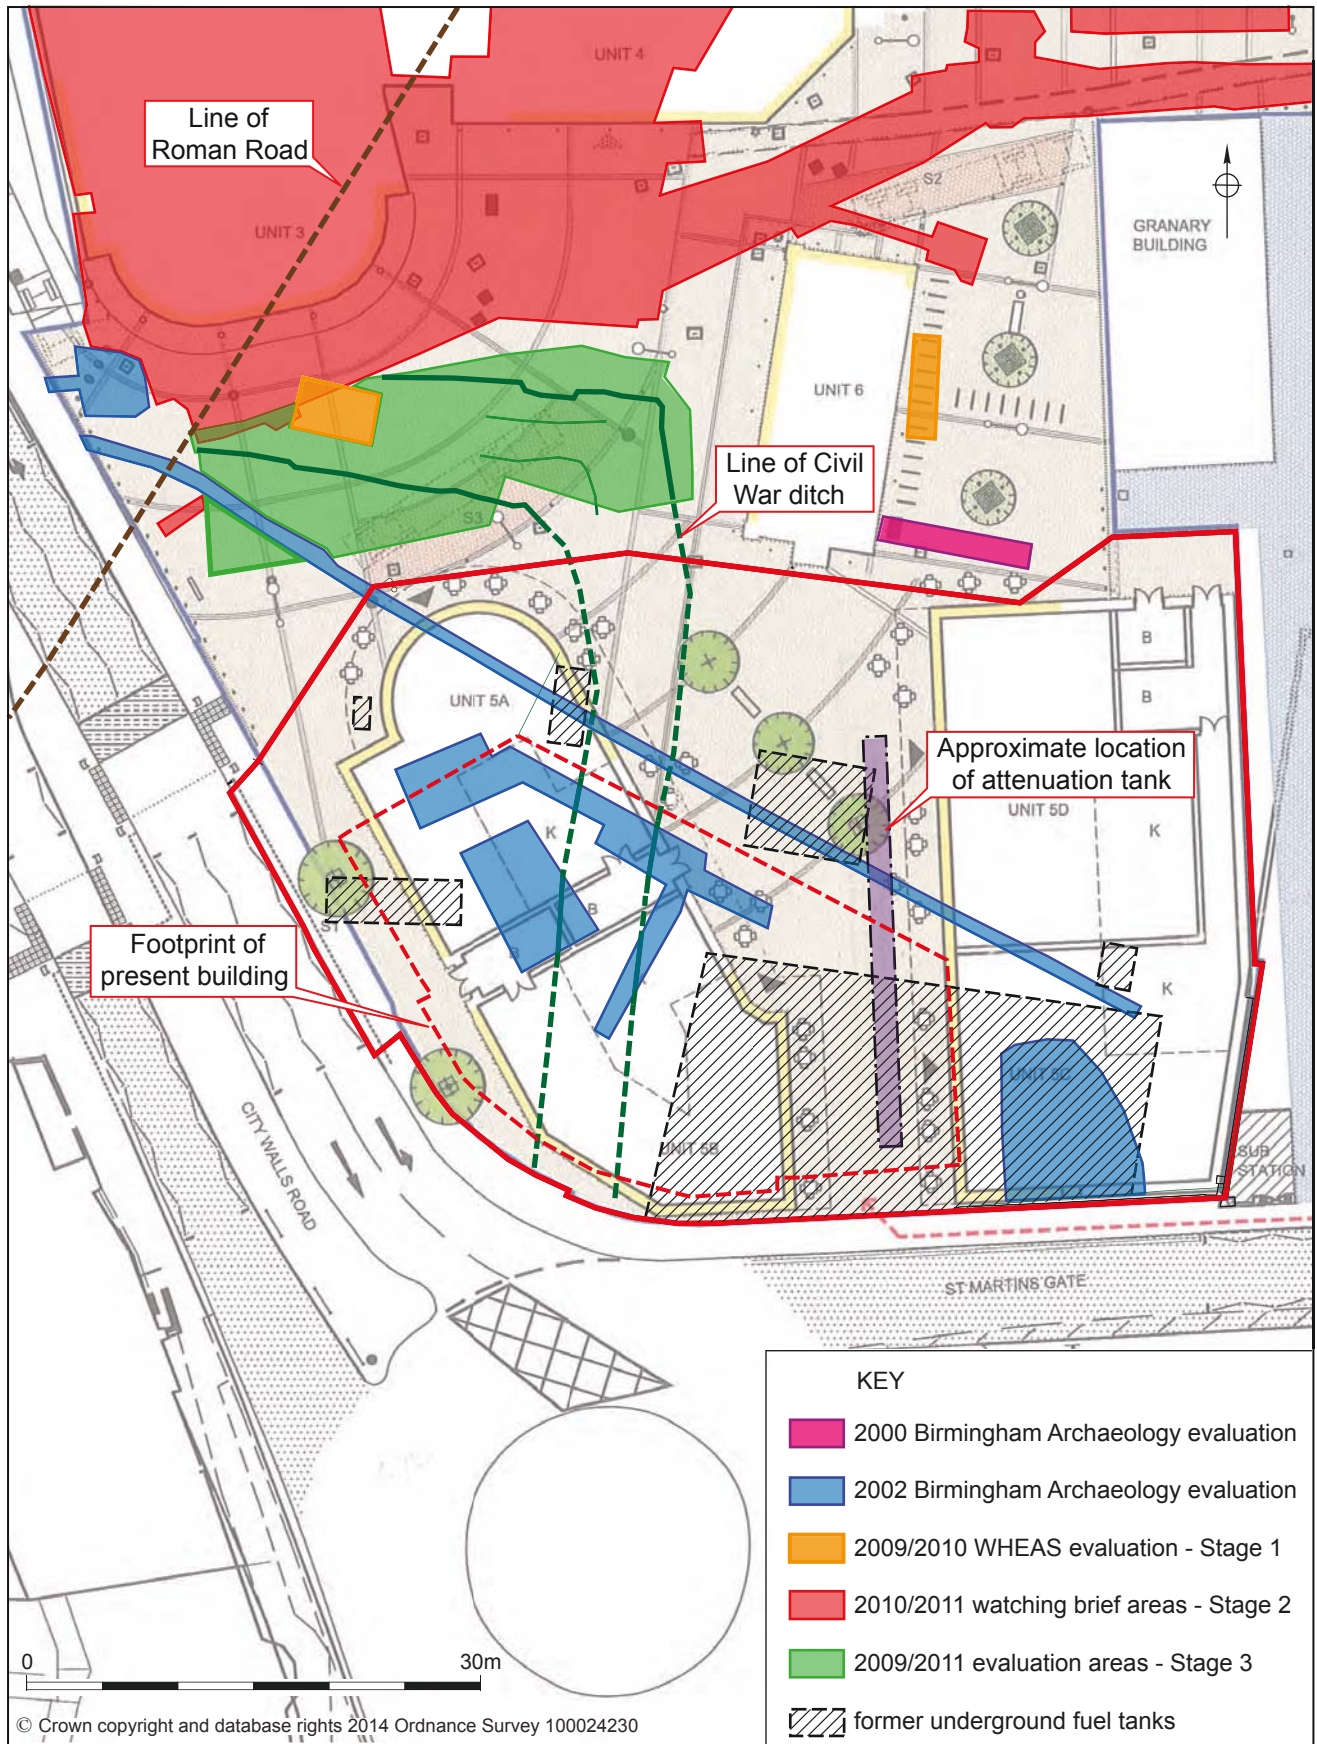 UNIT 4
Line of
Roman Road
S2
GRANARY
BUILDING
UNIT 3
UNIT 6
Line of Civil
War ditch
S3
B
UNIT 5A
B
Approximate location
of attenuation tank
UNIT 5D
K
K
B
S1
B
Footprint of
present building
K
UNIT 5C
CITY WALLS ROAD
UNIT 5B
SUB
STATION
ST MARTINS GATE
KEY
2000 Birmingham Archaeology evaluation
2002 Birmingham Archaeology evaluation
2009/2010 WHEAS evaluation - Stage 1
2010/2011 watching brief areas - Stage 2
2009/2011 evaluation areas - Stage 3
former underground fuel tanks
0 30m
© Crown copyright and database rights 2014 Ordnance Survey 100024230